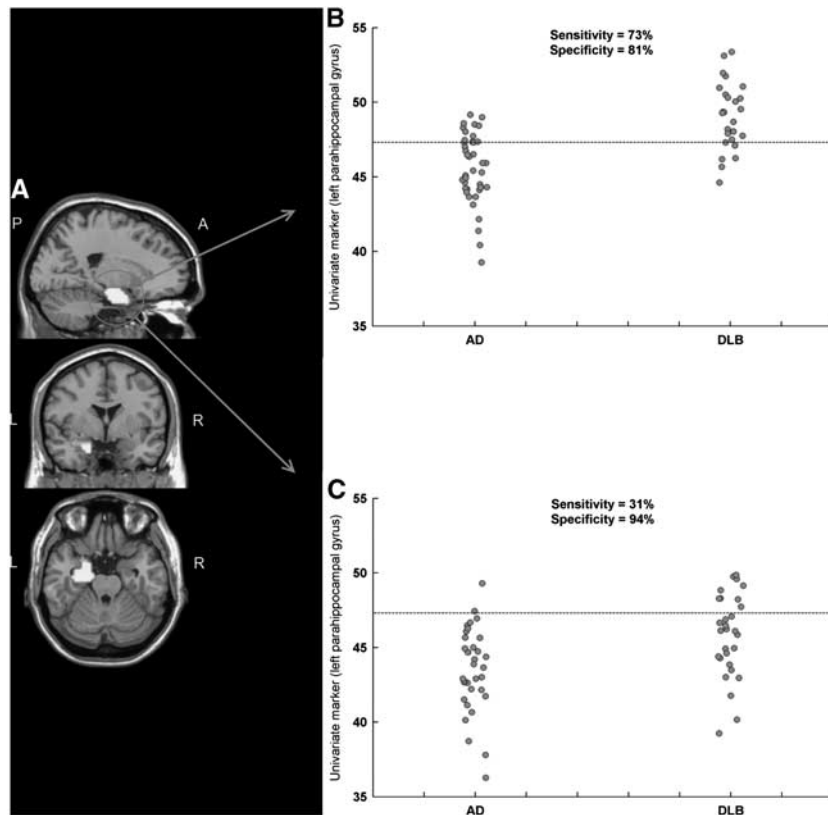 A
P
A
L
R
L
R
B
Sensitivity = 73%
Specificity = 81%
Univariate marker (left parahippocampal gyrus)
55
50
45
40
35
AD
DLB
C
Sensitivity = 31%
Specificity = 94%
Univariate marker (left parahippocampal gyrus)
55
50
45
40
35
AD
DLB